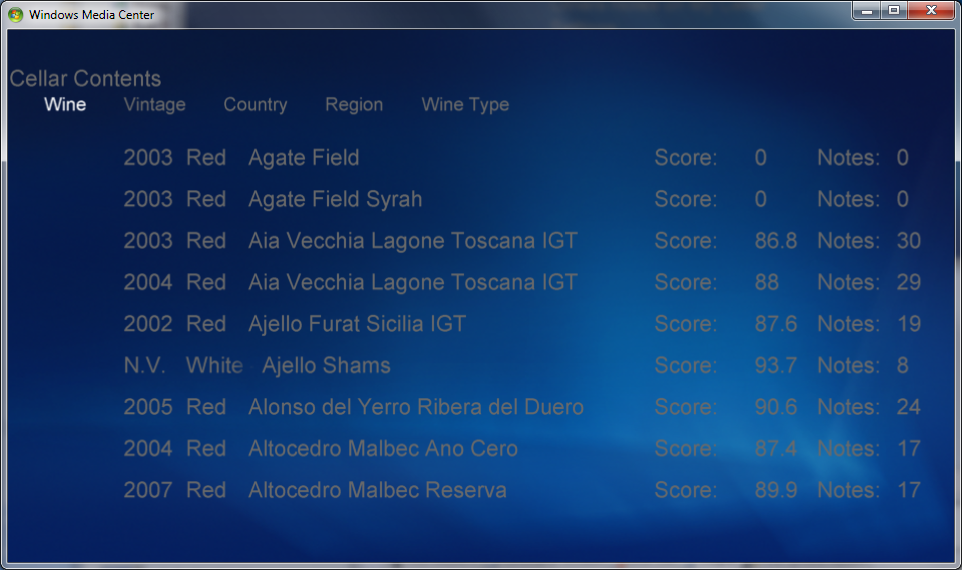 Windows Media Center
Cellar Contents
Wine Vintage Country Region Wine Type
2003 Red Agate Field Score: 0 Notes: 0
2003 Red Agate Field Syrah Score: 0 Notes: 0
2003 Red Aia Vecchia Lagone Toscana IGT Score: 86.8 Notes: 30
2004 Red Aia Vecchia Lagone Toscana IGT Score: 88 Notes: 29
2002 Red Ajello Furat Sicilia IGT Score: 87.6 Notes: 19
N.V. White Ajello Shams Score: 93.7 Notes: 8
2005 Red Alonso del Yerro Ribera del Duero Score: 90.6 Notes: 24
2004 Red Altocedro Malbec Ano Cero Score: 87.4 Notes: 17
2007 Red Altocedro Malbec Reserva Score: 89.9 Notes: 17